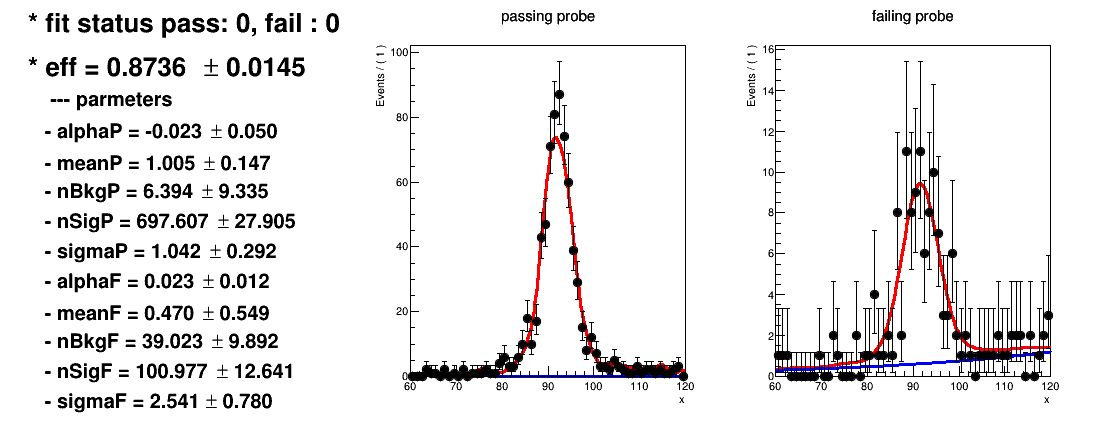 * fit status pass: 0, fail : 0
* eff = 0.8736 ± 0.0145
--- parmeters
- alphaP = -0.023 ± 0.050
- meanP = 1.005 ± 0.147
- nBkgP = 6.394 ± 9.335
- nSigP = 697.607 ± 27.905
- sigmaP = 1.042 ± 0.292
- alphaF = 0.023 ± 0.012
- meanF = 0.470 ± 0.549
- nBkgF = 39.023 ± 9.892
- nSigF = 100.977 ± 12.641
- sigmaF = 2.541 ± 0.780
passing probe
Events / ( 1 )
100
80
60
40
20
0
60 70 80 90 100 110 120
x
failing probe
Events / ( 1 )
16
14
12
10
8
6
4
2
0
60 70 80 90 100 110 120
x